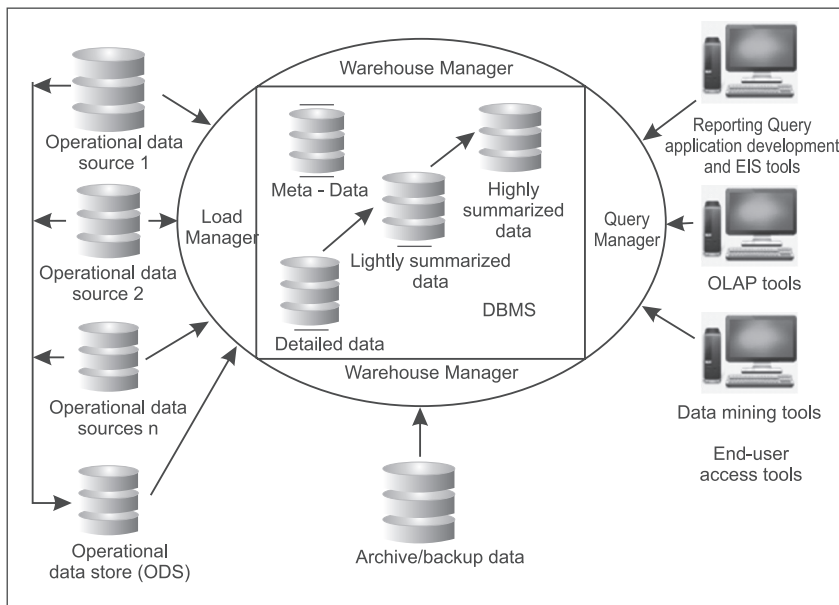 Warehouse Manager
Operational data
source 1
Operational data
source 2
Operational data
sources n
Operational
data store (ODS)
Load
Manager
Meta - Data
Highly
summarized
data
Lightly summarized
data
Detailed data
DBMS
Query
Manager
Warehouse Manager
Archive/backup data
Reporting Query
application development
and EIS tools
OLAP tools
Data mining tools
End-user
access tools